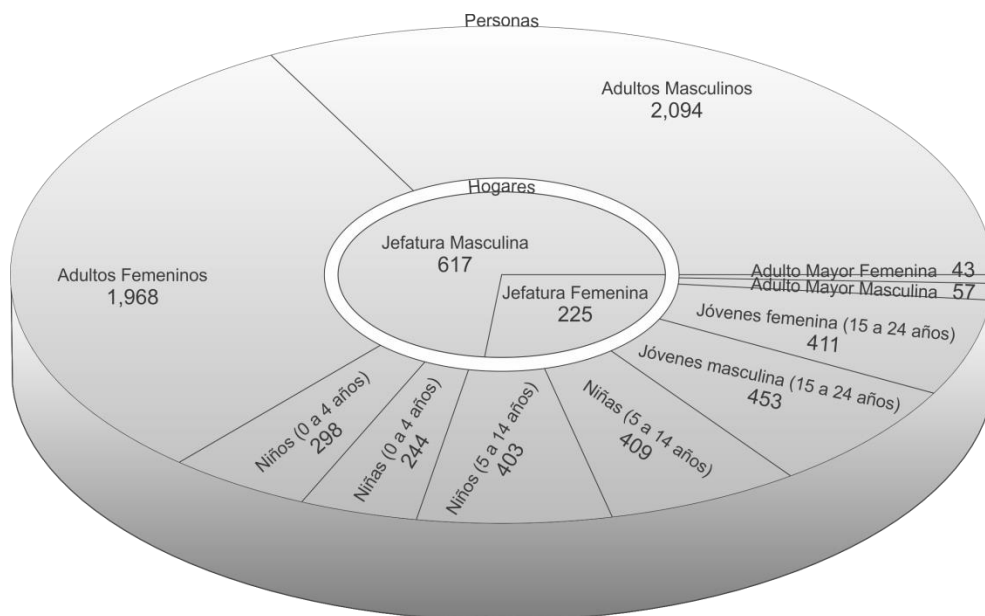 Personas
Adultos Masculinos
2,094
Hogares
Jefatura Masculina
617
Adultos Femeninos
1,968
Jefatura Femenina
225
Adulto Mayor Femenina 43
Adulto Mayor Masculina 57
Jóvenes femenina (15 a 24 años)
411
Jóvenes masculina (15 a 24 años)
453
Niñas (5 a 14 años)
409
Niños (5 a 14 años)
403
Niñas (0 a 4 años)
244
Niños (0 a 4 años)
298